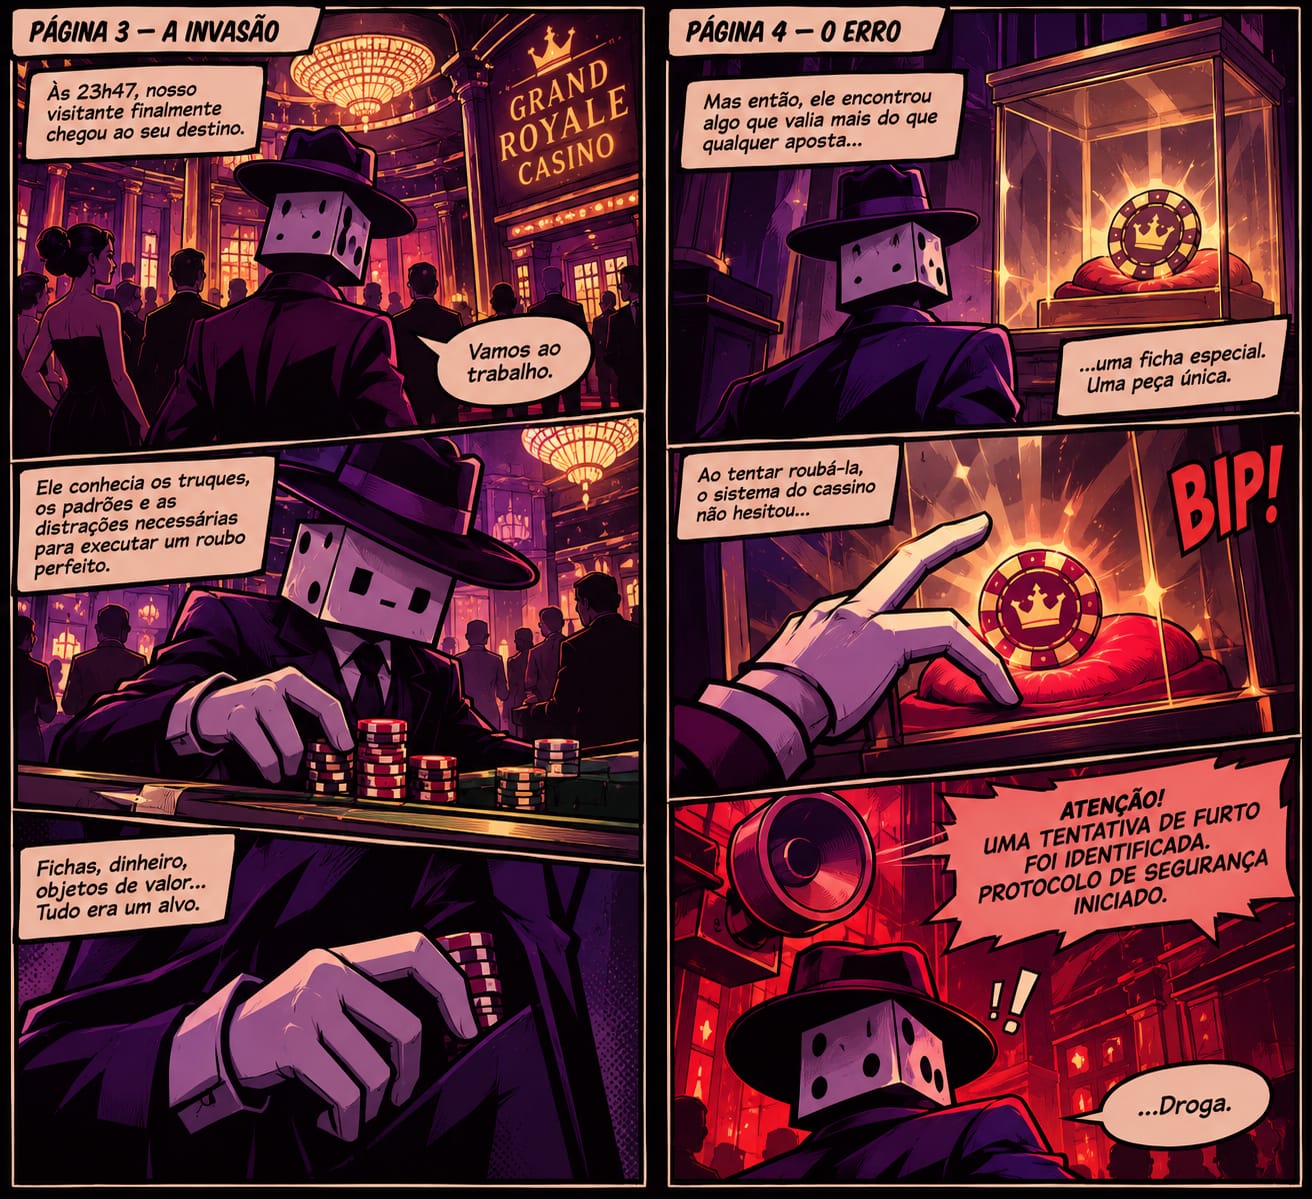 PÁGINA 3 – A INVASÃO
Às 23h47, nosso
visitante finalmente
chegou ao seu destino.
GRAND
ROYALE
CASINO
Vamos ao
trabalho.
Ele conhecia os truques,
os padrões e as
distrações necessárias
para executar um roubo
perfeito.
Fichas, dinheiro,
objetos de valor...
Tudo era um alvo.
PÁGINA 4 – O ERRO
Mas então, ele encontrou
algo que valia mais do que
qualquer aposta...
...uma ficha especial.
Uma peça única.
Ao tentar roubá-la,
o sistema do cassino
não hesitou...
BIP!
ATENÇÃO!
UMA TENTATIVA DE FURTO
FOI IDENTIFICADA.
PROTOCOLO DE SEGURANÇA
INICIADO.
!!
...Droga.